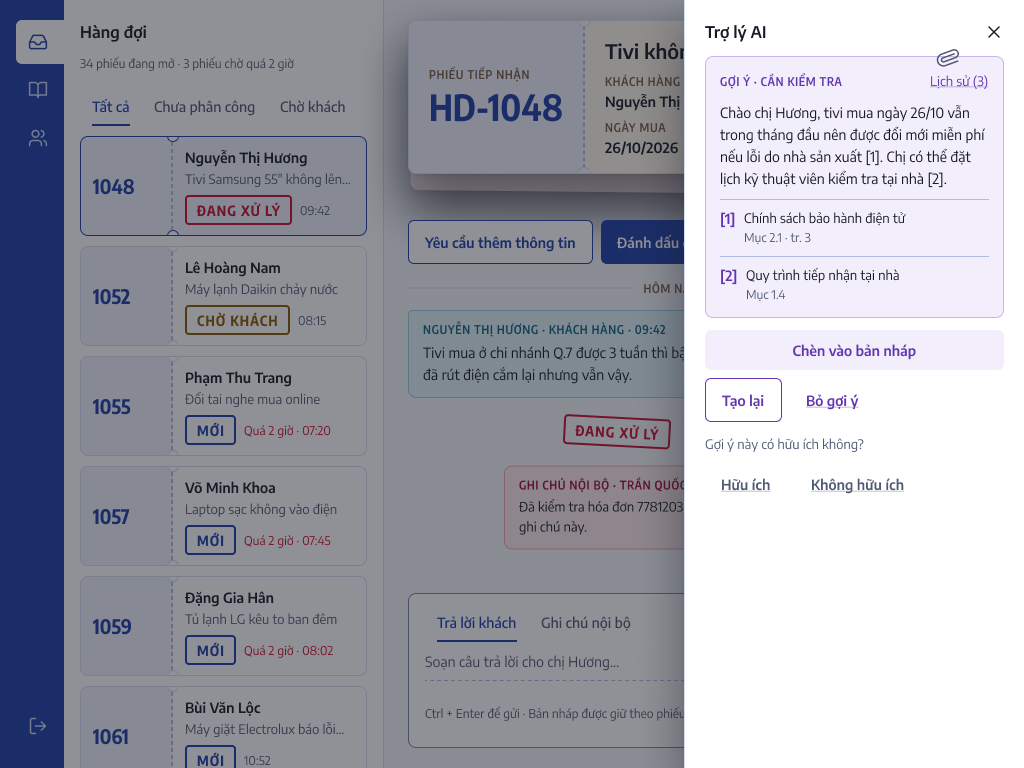 Hàng đợi
34 phiếu đang mở · 3 phiếu chờ quá 2 giờ
Tất cả
Chưa phân công
Chờ khách
1048
Nguyễn Thị Hương
Tivi Samsung 55" không lên...
ĐANG XỬ LÝ
09:42
1052
Lê Hoàng Nam
Máy lạnh Daikin chảy nước
CHỜ KHÁCH
08:15
1055
Phạm Thu Trang
Đổi tai nghe mua online
MỚI
Quá 2 giờ · 07:20
1057
Võ Minh Khoa
Laptop sạc không vào điện
MỚI
Quá 2 giờ · 07:45
1059
Đặng Gia Hân
Tủ lạnh LG kêu to ban đêm
MỚI
Quá 2 giờ · 08:02
1061
Bùi Văn Lộc
Máy giặt Electrolux báo lỗi...
MỚI
10:52
PHIẾU TIẾP NHẬN
HD-1048
Tivi khôn
KHÁCH HÀNG
Nguyễn Thị
NGÀY MUA
26/10/2026
Yêu cầu thêm thông tin
Đánh dấu
HÔM
NGUYỄN THỊ HƯƠNG · KHÁCH HÀNG · 09:42
Tivi mua ở chi nhánh Q.7 được 3 tuần thì
đã rút điện cắm lại nhưng vẫn vậy.
ĐANG XỬ LÝ
GHI CHÚ NỘI BỘ · TRẦN QUỐC
Đã kiểm tra hóa đơn 7781203
ghi chú này.
Trả lời khách
Ghi chú nội bộ
Soạn câu trả lời cho chị Hương...
Ctrl + Enter để gửi · Bản nháp được giữ theo phiếu
Trợ lý AI
GỢI Ý · CẦN KIỂM TRA
Lịch sử (3)
Chào chị Hương, tivi mua ngày 26/10 vẫn
trong tháng đầu nên được đổi mới miễn phí
nếu lỗi do nhà sản xuất [1]. Chị có thể đặt
lịch kỹ thuật viên kiểm tra tại nhà [2].
[1] Chính sách bảo hành điện tử
Mục 2.1 · tr. 3
[2] Quy trình tiếp nhận tại nhà
Mục 1.4
Chèn vào bản nháp
Tạo lại
Bỏ gợi ý
Gợi ý này có hữu ích không?
Hữu ích
Không hữu ích